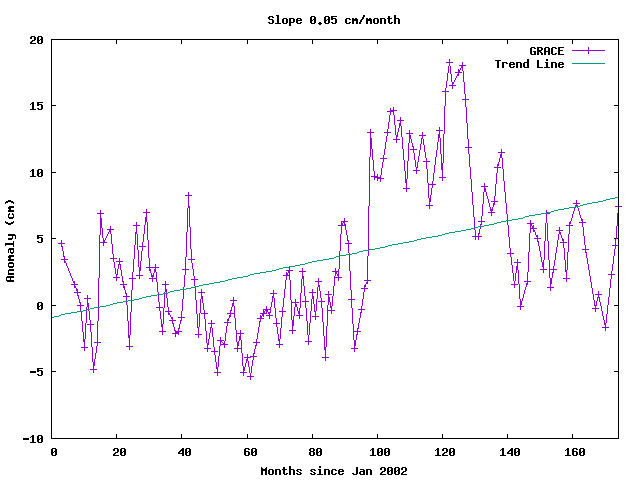 Slope 0.05 cm/month
GRACE
Trend Line
20
15
10
5
0
-5
-10
Anomaly (cm)
0 20 40 60 80 100 120 140 160
Months since Jan 2002